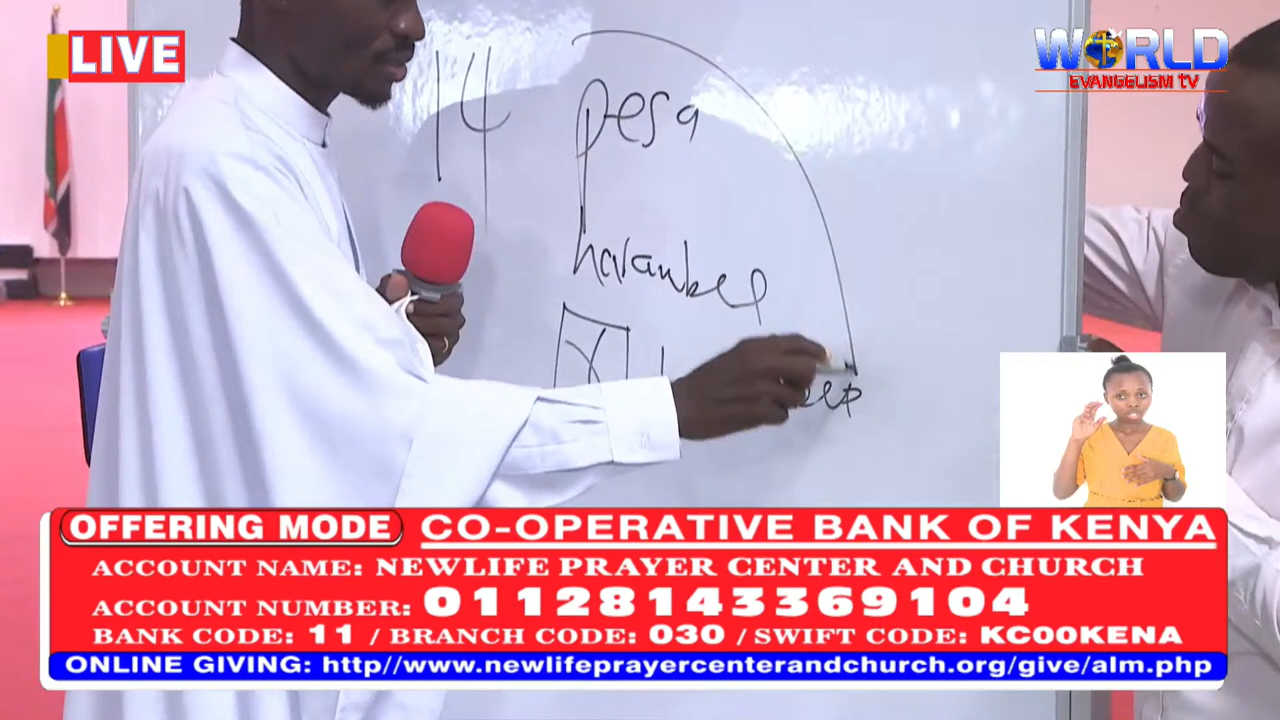 LIVE
WORLD
EVANGELISM TV
14
pesa
harambee
OFFERING MODE CO-OPERATIVE BANK OF KENYA
ACCOUNT NAME: NEWLIFE PRAYER CENTER AND CHURCH
ACCOUNT NUMBER: 01128143369104
BANK CODE: 11 / BRANCH CODE: 030 / SWIFT CODE: KC00KENA
ONLINE GIVING: http//www.newlifeprayercenterandchurch.org/give/alm.php